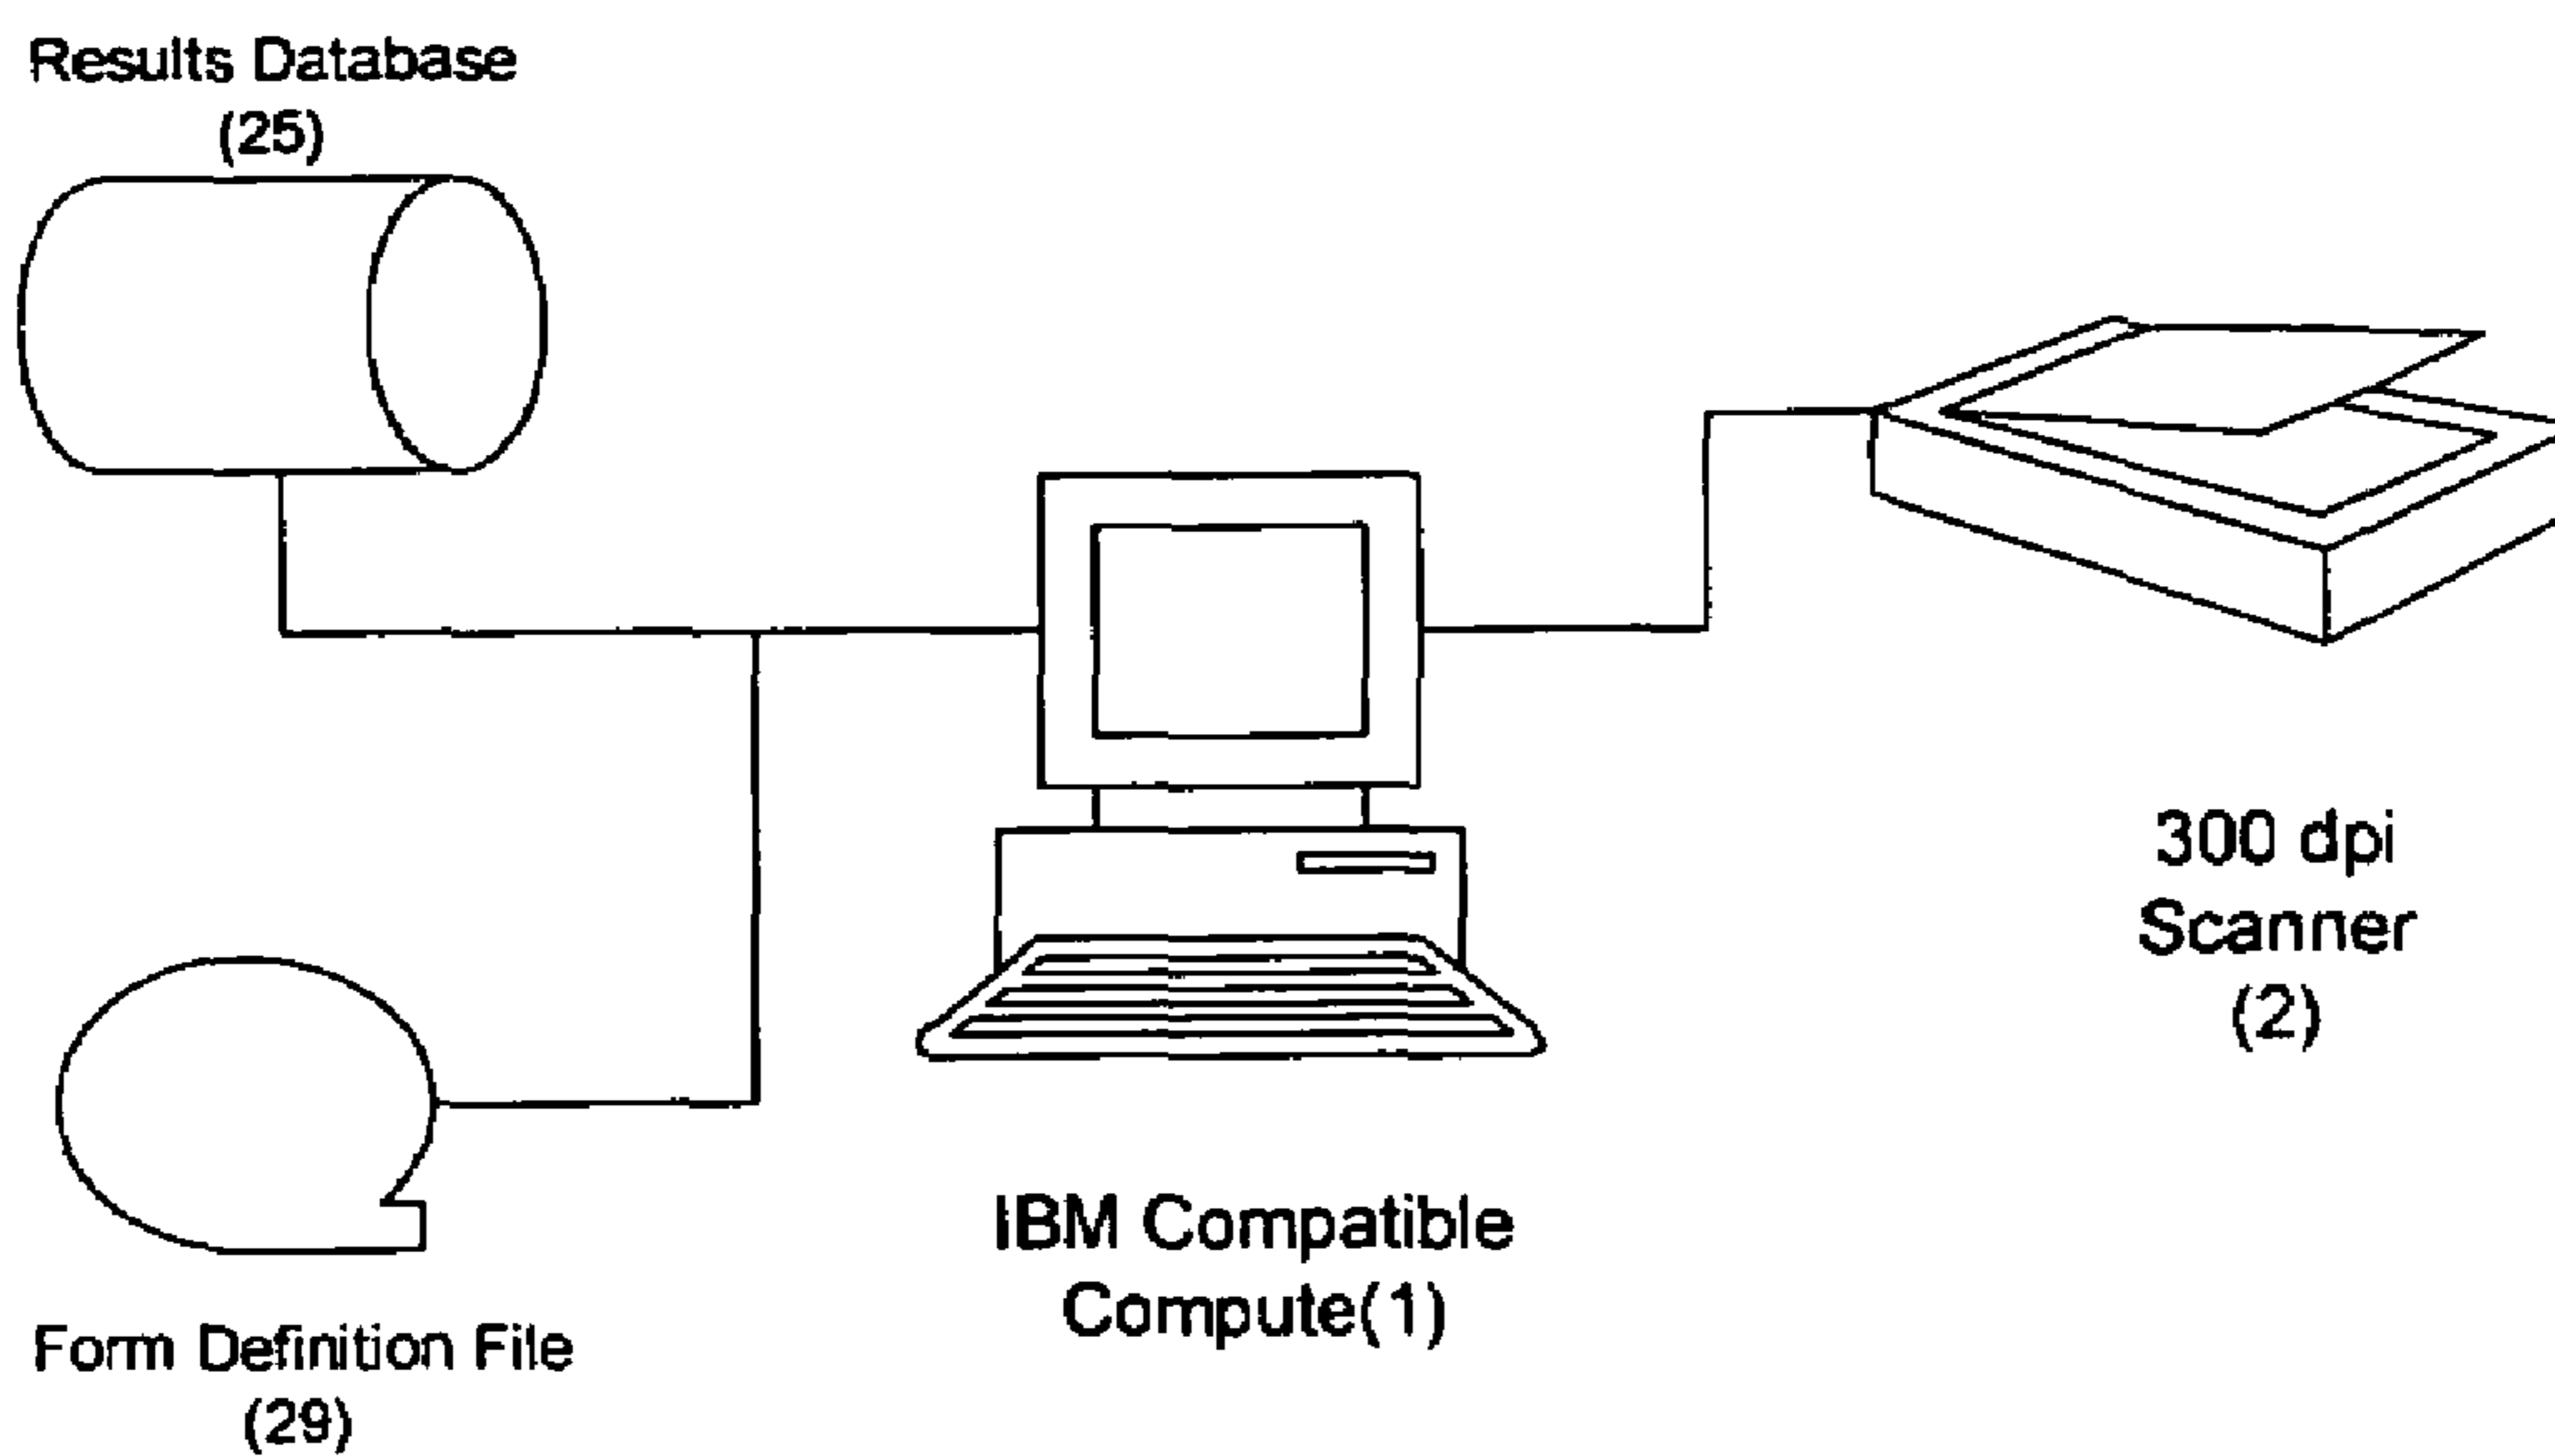 Results Database
(25)
300 dpi
Scanner
(2)
IBM Compatible
Compute(1)
Form Definition File
(29)